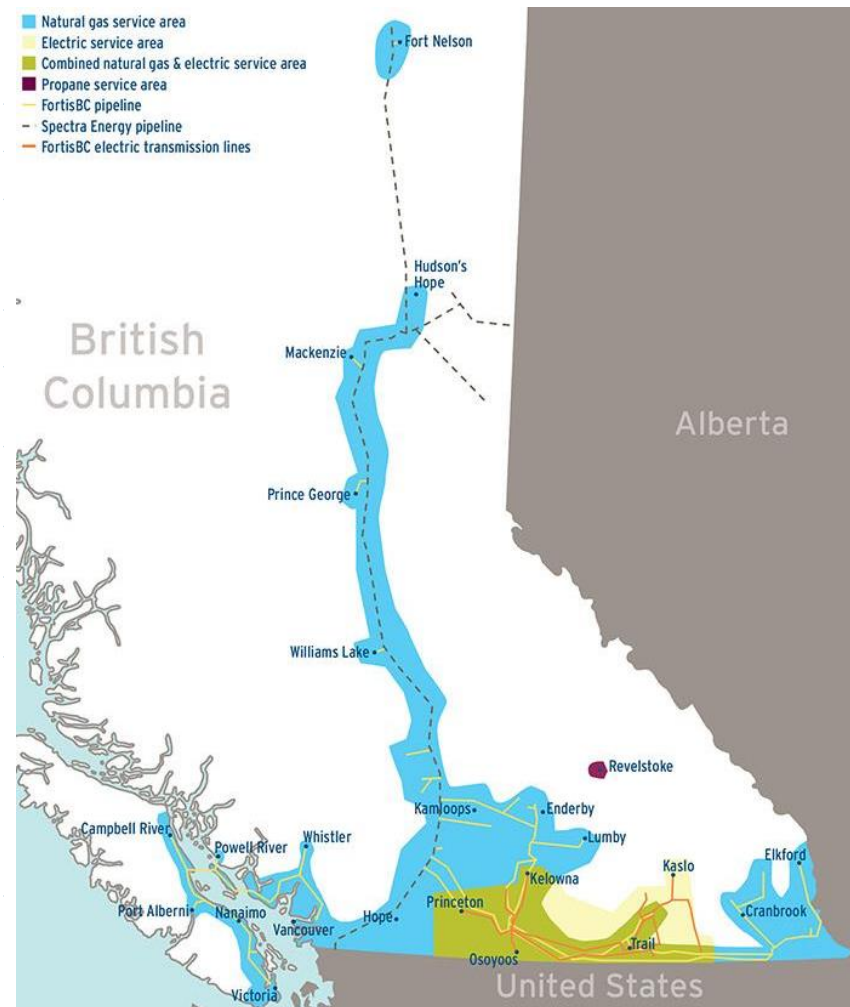 Natural gas service area
Electric service area
Combined natural gas & electric service area
Propane service area
FortisBC pipeline
Spectra Energy pipeline
FortisBC electric transmission lines
Fort Nelson
Hudson's
Hope
British
Columbia
Mackenzie
Alberta
Prince George
Williams Lake
Revelstoke
Kamloops
Enderby
Campbell River
Powell River
Whistler
Lumby
Elkford
Kelowna
Kaslo
Port Alberni
Nanaimo
Vancouver
Hope
Princeton
Cranbrook
Trail
Osoyoos
Victoria
United States